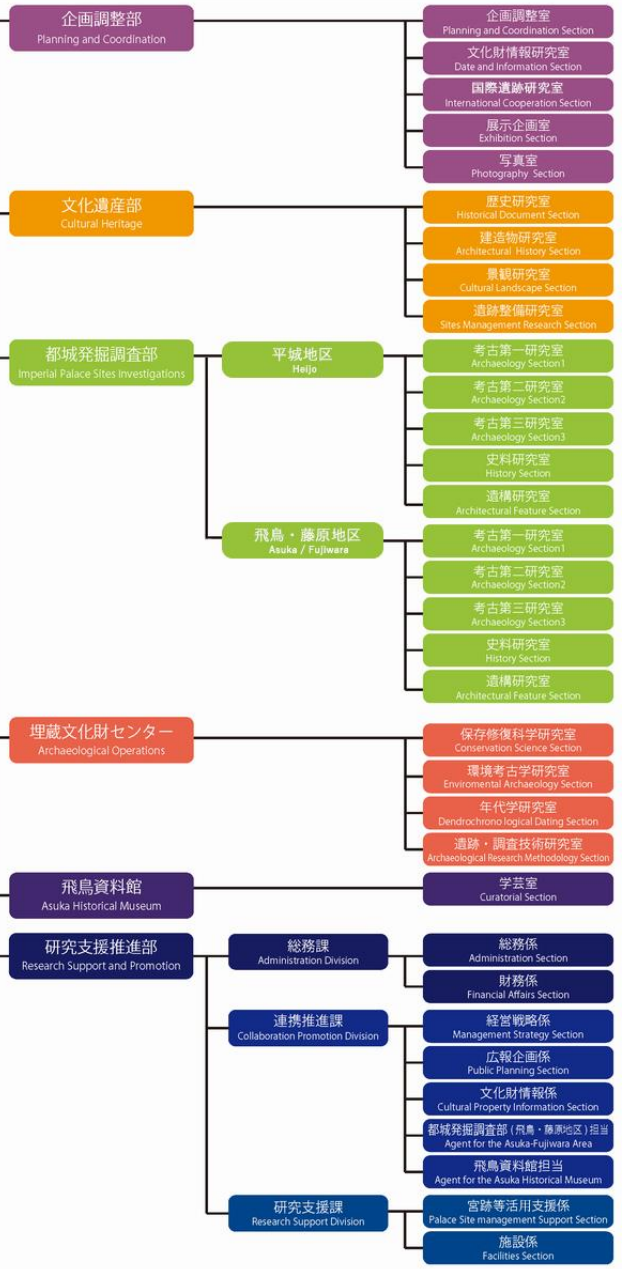 企画調整部
Planning and Coordination
企画調整室
Planning and Coordination Section
文化財情報研究室
Date and Information Section
国際遺跡研究室
International Cooperation Section
展示企画室
Exhibition Section
写真室
Photography Section
文化遺産部
Cultural Heritage
歴史研究室
Historical Document Section
建造物研究室
Architectural History Section
景観研究室
Cultural Landscape Section
遺跡整備研究室
Sites Management Research Section
都城発掘調査部
Imperial Palace Sites Investigations
平城地区
Heijo
考古第一研究室
Archaeology Section1
考古第二研究室
Archaeology Section2
考古第三研究室
Archaeology Section3
史料研究室
History Section
遺構研究室
Architectural Feature Section
飛鳥・藤原地区
Asuka / Fujiwara
考古第一研究室
Archaeology Section1
考古第二研究室
Archaeology Section2
考古第三研究室
Archaeology Section3
史料研究室
History Section
遺構研究室
Architectural Feature Section
埋蔵文化財センター
Archaeological Operations
保存修復科学研究室
Conservation Science Section
環境考古学研究室
Enviromental Archaeology Section
年代学研究室
Dendrochrono logical Dating Section
遺跡・調査技術研究室
Archaeological Research Methodology Section
飛鳥資料館
Asuka Historical Museum
学芸室
Curatorial Section
研究支援推進部
Research Support and Promotion
総務課
Administration Division
総務係
Administration Section
財務係
Financial Affairs Section
連携推進課
Collaboration Promotion Division
経営戦略係
Management Strategy Section
広報企画係
Public Planning Section
文化財情報係
Cultural Property Information Section
都城発掘調査部(飛鳥・藤原地区)担当
Agent for the Asuka-Fujiwara Area
飛鳥資料館担当
Agent for the Asuka Historical Museum
研究支援課
Research Support Division
宮跡等活用支援係
Palace Site management Support Section
施設係
Facilities Section